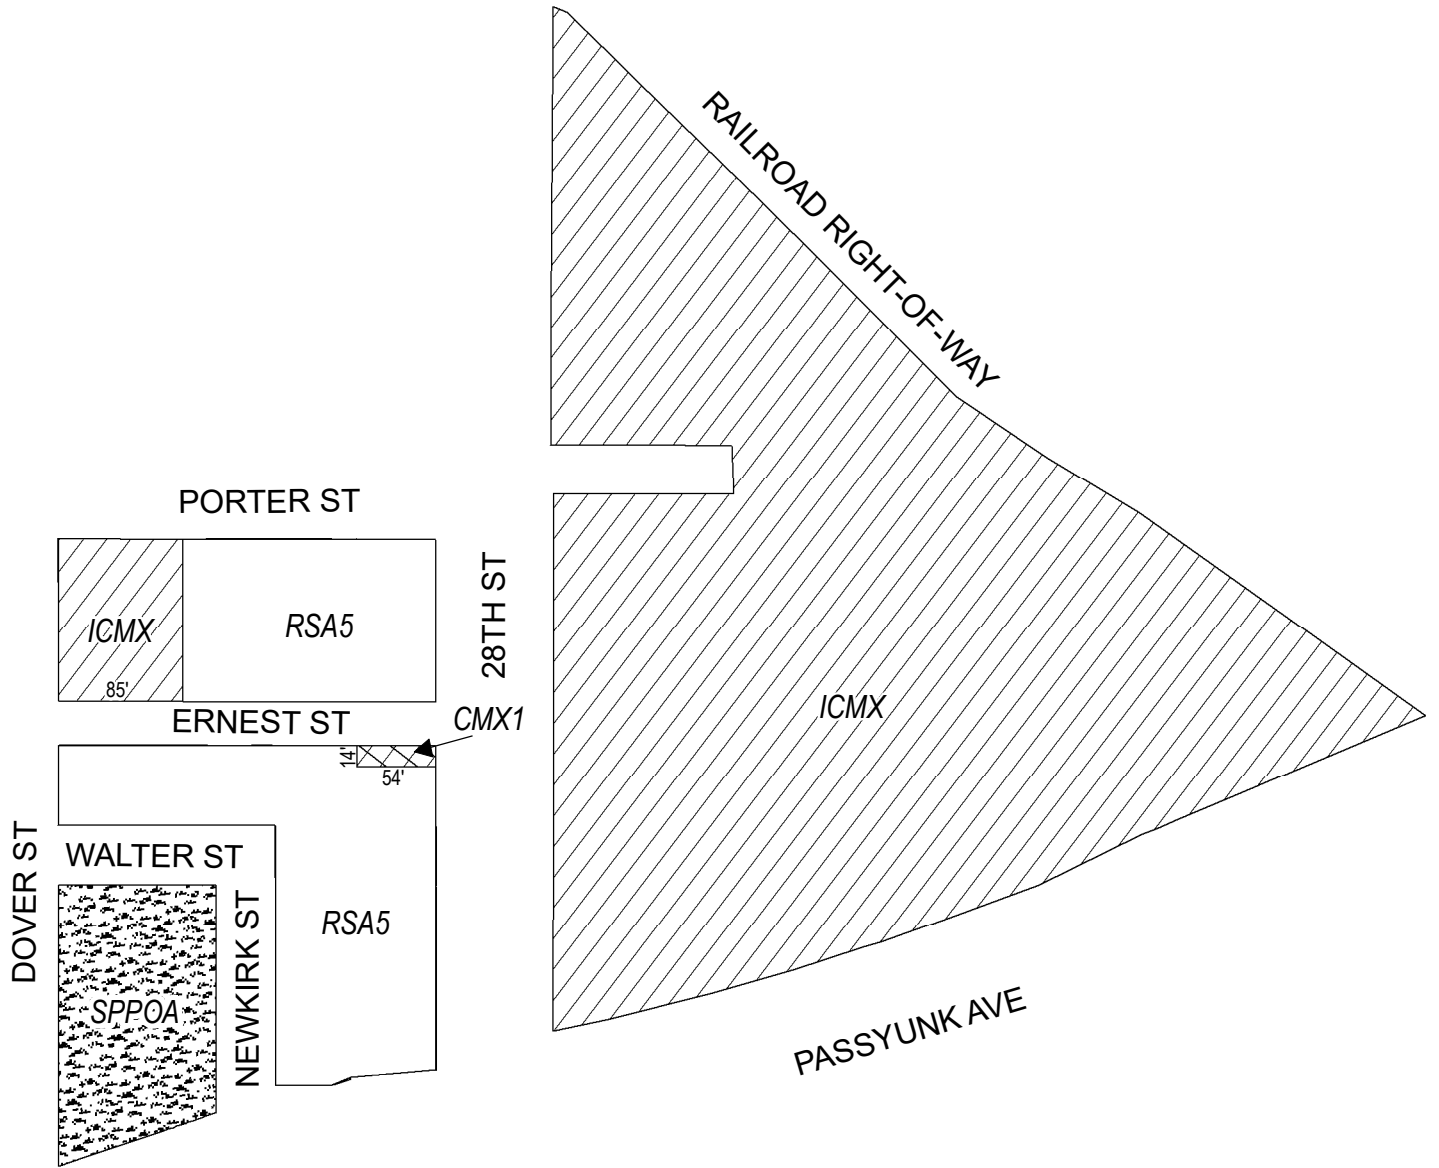 RAILROAD RIGHT-OF-WAY
PORTER ST
28TH ST
ICMX
RSA5
85'
ERNEST ST
CMX1
ICMX
14'
54'
DOVER ST
WALTER ST
NEWKIRK ST
RSA5
SPPOA
PASSYUNK AVE